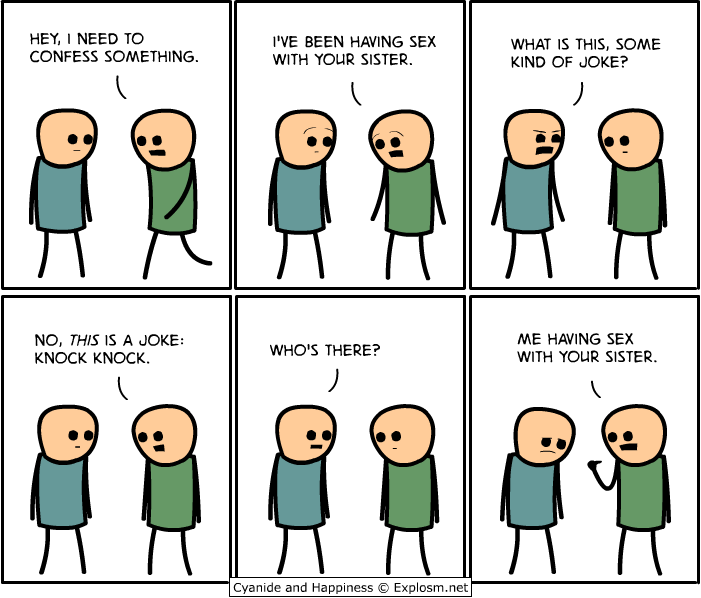 HEY, I NEED TO
CONFESS SOMETHING.
I'VE BEEN HAVING SEX
WITH YOUR SISTER.
WHAT IS THIS, SOME
KIND OF JOKE?
NO, THIS IS A JOKE:
KNOCK KNOCK.
WHO'S THERE?
ME HAVING SEX
WITH YOUR SISTER.
Cyanide and Happiness © Explosm.net